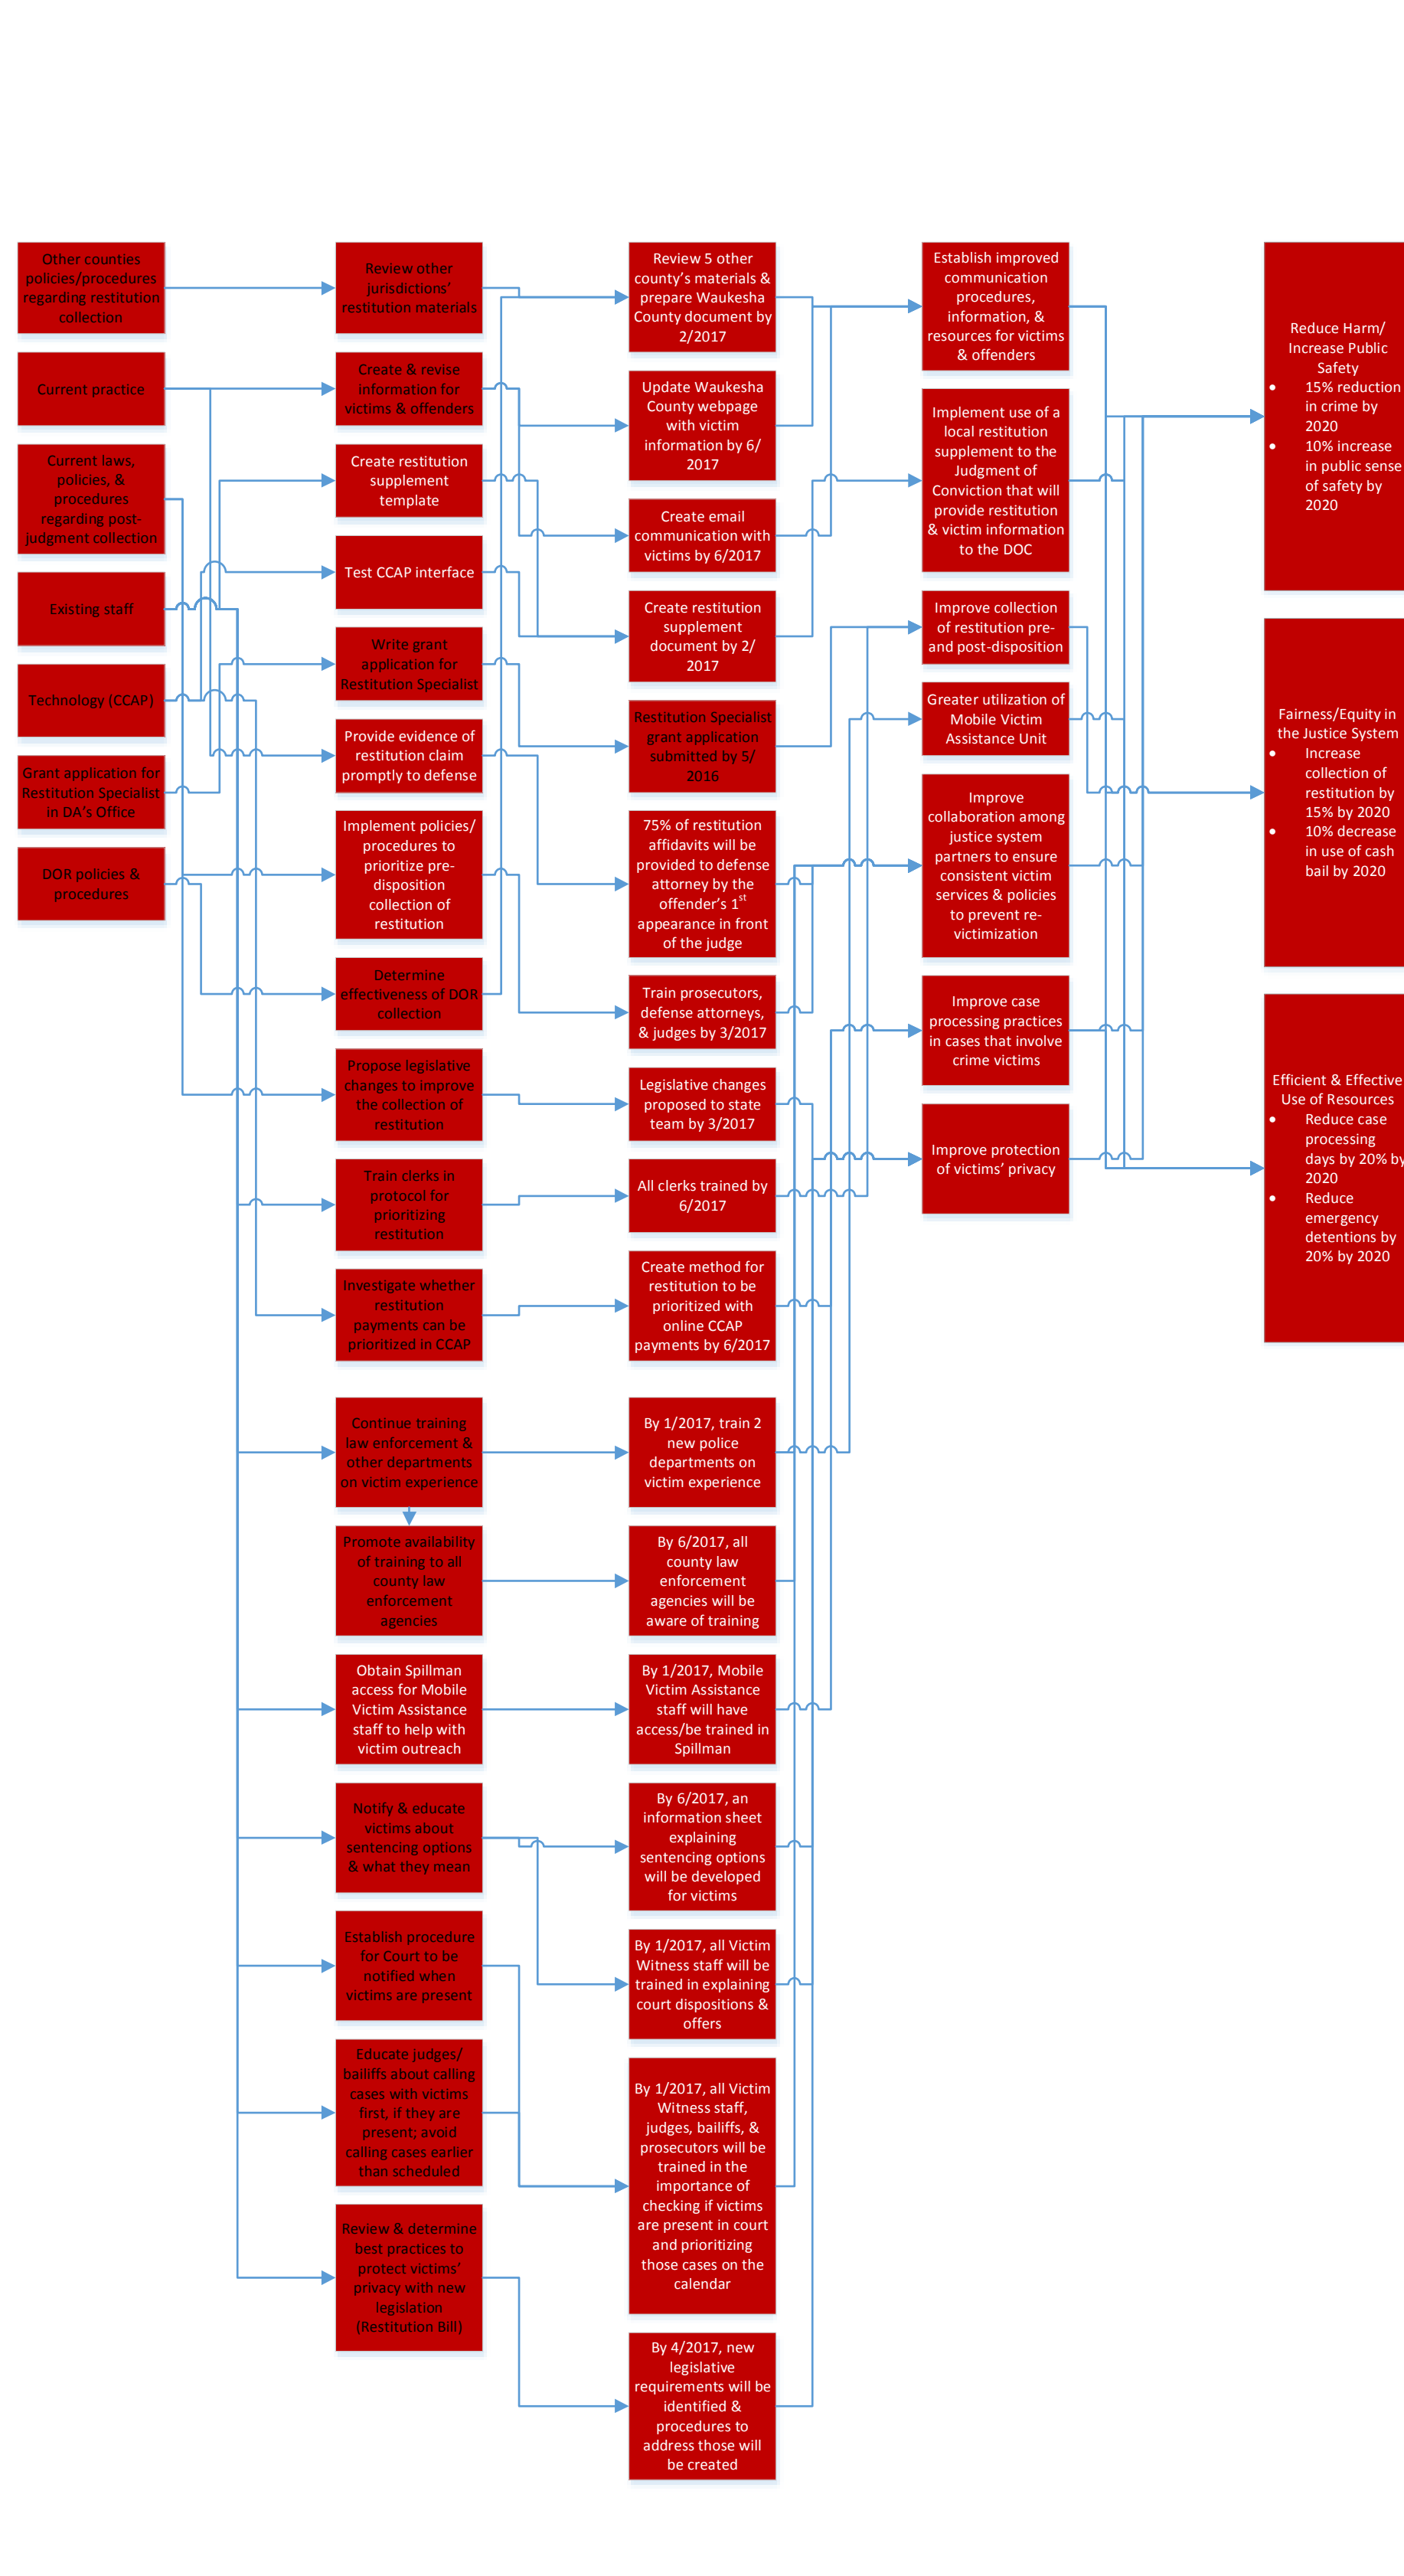 Other counties
policies/procedures
regarding restitution
collection
Current practice
Current laws,
policies, &
procedures
regarding post-
judgment collection
Existing staff
Technology (CCAP)
Grant application for
Restitution Specialist
in DA's Office
DOR policies &
procedures
Review other
jurisdictions'
restitution materials
Create & revise
information for
victims & offenders
Create restitution
supplement
template
Test CCAP interface
Write grant
application for
Restitution Specialist
Provide evidence of
restitution claim
promptly to defense
Implement policies/
procedures to
prioritize pre-
disposition
collection of
restitution
Determine
effectiveness of DOR
collection
Propose legislative
changes to improve
the collection of
restitution
Train clerks in
protocol for
prioritizing
restitution
Investigate whether
restitution
payments can be
prioritized in CCAP
Continue training
law enforcement &
other departments
on victim experience
Promote availability
of training to all
county law
enforcement
agencies
Obtain Spillman
access for Mobile
Victim Assistance
staff to help with
victim outreach
Notify & educate
victims about
sentencing options
& what they mean
Establish procedure
for Court to be
notified when
victims are present
Educate judges/
bailiffs about calling
cases with victims
first, if they are
present; avoid
calling cases earlier
than scheduled
Review & determine
best practices to
protect victims'
privacy with new
legislation
(Restitution Bill)
Review 5 other
county's materials &
prepare Waukesha
County document by
2/2017
Update Waukesha
County webpage
with victim
information by 6/
2017
Create email
communication with
victims by 6/2017
Create restitution
supplement
document by 2/
2017
Restitution Specialist
grant application
submitted by 5/
2016
75% of restitution
affidavits will be
provided to defense
attorney by the
offender's 1st
appearance in front
of the judge
Train prosecutors,
defense attorneys,
& judges by 3/2017
Legislative changes
proposed to state
team by 3/2017
All clerks trained by
6/2017
Create method for
restitution to be
prioritized with
online CCAP
payments by 6/2017
By 1/2017, train 2
new police
departments on
victim experience
By 6/2017, all
county law
enforcement
agencies will be
aware of training
By 1/2017, Mobile
Victim Assistance
staff will have
access/be trained in
Spillman
By 6/2017, an
information sheet
explaining
sentencing options
will be developed
for victims
By 1/2017, all Victim
Witness staff will be
trained in explaining
court dispositions &
offers
By 1/2017, all Victim
Witness staff,
judges, bailiffs, &
prosecutors will be
trained in the
importance of
checking if victims
are present in court
and prioritizing
those cases on the
calendar
By 4/2017, new
legislative
requirements will be
identified &
procedures to
address those will
be created
Establish improved
communication
procedures,
information, &
resources for victims
& offenders
Implement use of a
local restitution
supplement to the
Judgment of
Conviction that will
provide restitution
& victim information
to the DOC
Improve collection
of restitution pre-
and post-disposition
Greater utilization of
Mobile Victim
Assistance Unit
Improve
collaboration among
justice system
partners to ensure
consistent victim
services & policies
to prevent re-
victimization
Improve case
processing practices
in cases that involve
crime victims
Improve protection
of victims' privacy
Reduce Harm/
Increase Public
Safety
• 15% reduction
in crime by
2020
• 10% increase
in public sense
of safety by
2020
Fairness/Equity in
the Justice System
• Increase
collection of
restitution by
15% by 2020
• 10% decrease
in use of cash
bail by 2020
Efficient & Effective
Use of Resources
• Reduce case
processing
days by 20% by
2020
• Reduce
emergency
detentions by
20% by 2020